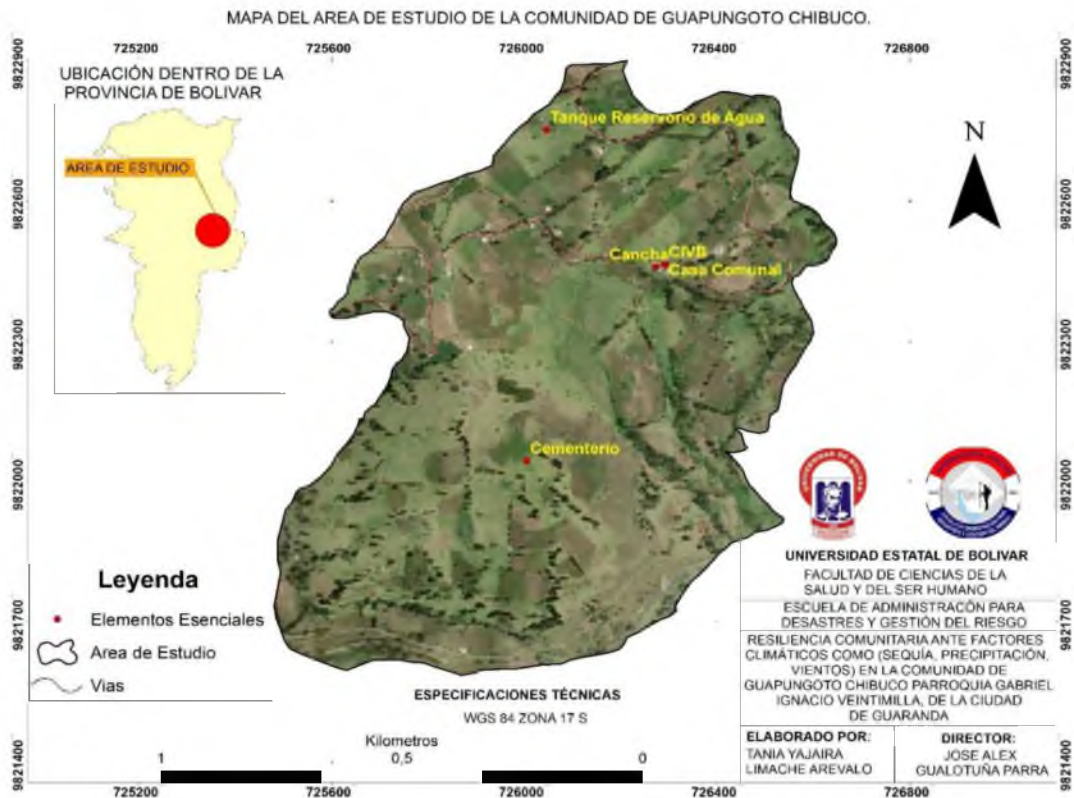 MAPA DEL AREA DE ESTUDIO DE LA COMUNIDAD DE GUAPUNGOTO CHIBUCO.
725200 725600 726000 726400 726800
9822900
9822900
UBICACIÓN DENTRO DE LA
PROVINCIA DE BOLIVAR
AREA DE ESTUDIO
Tanque Reservorio de Agua
N
9822600
9822600
Cancha CIVB
Casa Comunal
9822300
9822300
Cementerio
9822000
9822000
UNIVERSIDAD DE BOLIVAR
UNIVERSIDAD ESTATAL DE BOLIVAR
FACULTAD DE CIENCIAS DE LA
SALUD Y DEL SER HUMANO
ESCUELA DE ADMINISTRACÓN PARA
DESASTRES Y GESTIÓN DEL RIESGO
RESILIENCIA COMUNITARIA ANTE FACTORES
CLIMÁTICOS COMO (SEQUÍA, PRECIPITACIÓN,
VIENTOS) EN LA COMUNIDAD DE
GUAPUNGOTO CHIBUCO PARROQUIA GABRIEL
IGNACIO VEINTIMILLA, DE LA CIUDAD
DE GUARANDA
ELABORADO POR:
TANIA YAJAIRA
LIMACHE AREVALO
DIRECTOR:
JOSE ALEX
GUALOTUÑA PARRA
Leyenda
Elementos Esenciales
Area de Estudio
Vias
9821700
9821700
ESPECIFICACIONES TÉCNICAS
WGS 84 ZONA 17 S
Kilometros
1 0,5 0
9821400
9821400
725200 725600 726000 726400 726800